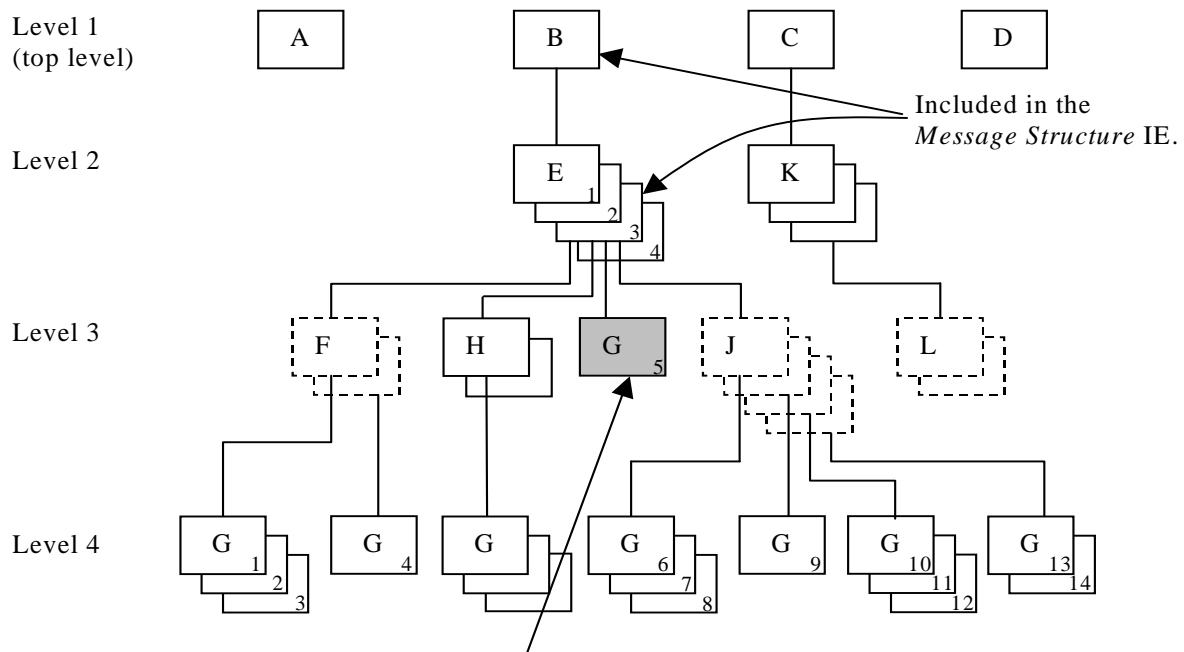 Level 1
(top level)
A
B
C
D
Included in the
Message Structure IE.
Level 2
E
1
2
3
4
K
Level 3
F
H
G
5
J
L
Level 4
G
1
2
3
G
4
G
G
6
7
8
G
9
G
10
11
12
G
13
14